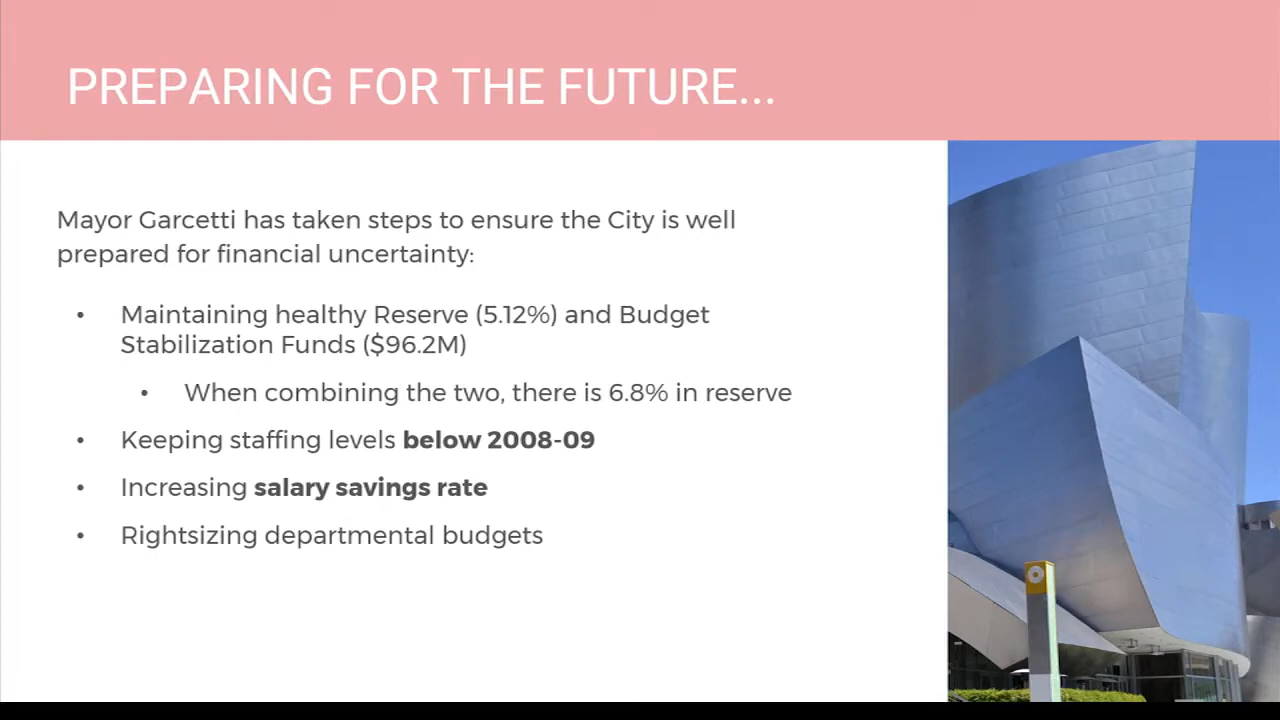 PREPARING FOR THE FUTURE...
Mayor Garcetti has taken steps to ensure the City is well
prepared for financial uncertainty:
• Maintaining healthy Reserve (5.12%) and Budget
Stabilization Funds ($96.2M)
• When combining the two, there is 6.8% in reserve
• Keeping staffing levels below 2008-09
• Increasing salary savings rate
• Rightsizing departmental budgets